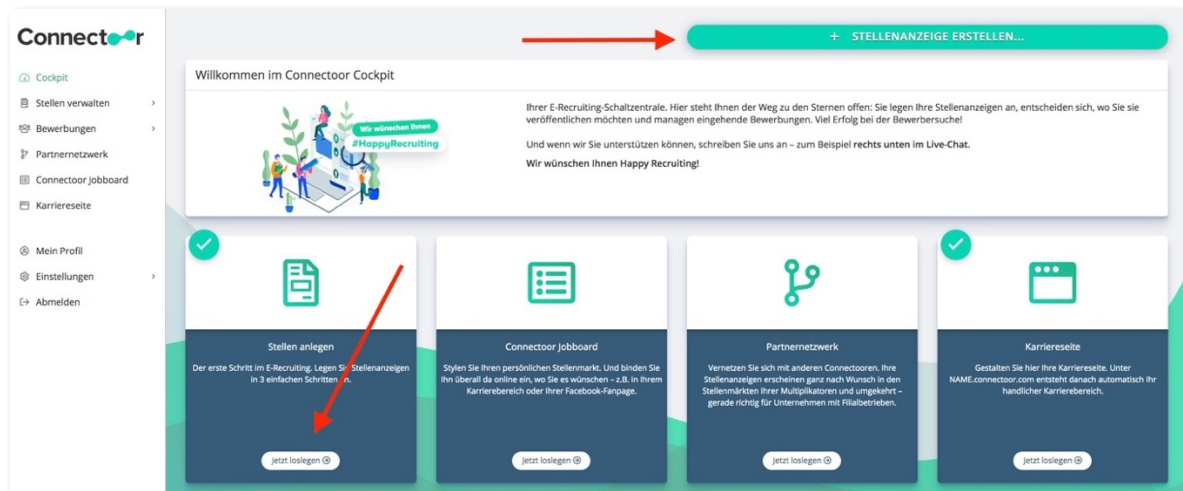 Connectoor
+ STELLENANZEIGE ERSTELLEN...
Cockpit
Stellen verwalten
Bewerbungen
Partnernetzwerk
Connectoor Jobboard
Karriereseite
Mein Profil
Einstellungen
Abmelden
Willkommen im Connectoor Cockpit
Wir wünschen Ihnen
#HappyRecruiting
Ihrer E-Recruiting-Schaltzentrale. Hier steht Ihnen der Weg zu den Sternen offen: Sie legen Ihre Stellenanzeigen an, entscheiden sich, wo Sie sie
veröffentlichen möchten und managen eingehende Bewerbungen. Viel Erfolg bei der Bewerbersuche!
Und wenn wir Sie unterstützen können, schreiben Sie uns an – zum Beispiel rechts unten im Live-Chat.
Wir wünschen Ihnen Happy Recruiting!
Stellen anlegen
Der erste Schritt im E-Recruiting. Legen Sie Stellenanzeigen
in 3 einfachen Schritten an.
Jetzt loslegen
Connectoor Jobboard
Stylen Sie Ihren persönlichen Stellenmarkt. Und binden Sie
ihn überall da online ein, wo Sie es wünschen – z.B. in Ihrem
Karrierebereich oder Ihrer Facebook-Fanpage.
Jetzt loslegen
Partnernetzwerk
Vernetzen Sie sich mit anderen Connectooren. Ihre
Stellenanzeigen erscheinen ganz nach Wunsch in den
Stellenmärkten Ihrer Multiplikatoren und umgekehrt –
gerade richtig für Unternehmen mit Filialbetrieben.
Jetzt loslegen
Karriereseite
Gestalten Sie hier Ihre Karriereseite. Unter
NAME.connectoor.com entsteht danach automatisch Ihr
handlicher Karrierebereich.
Jetzt loslegen